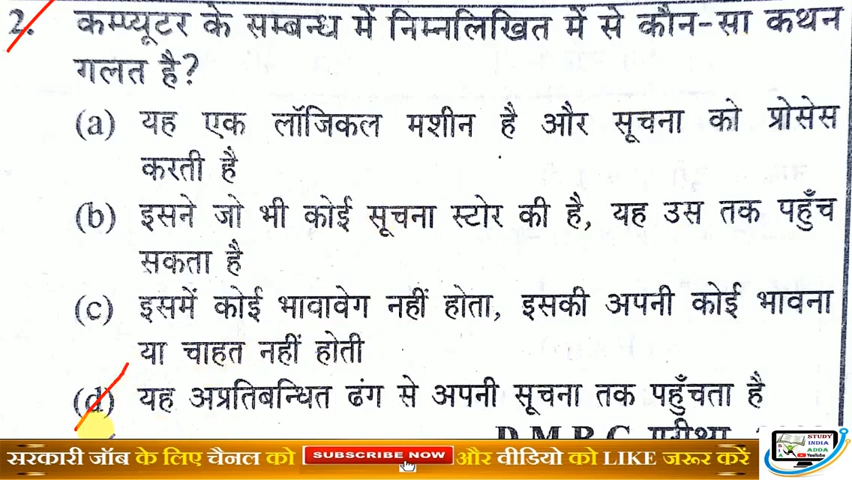 2. कम्प्यूटर के सम्बन्ध में निम्नलिखित में से कौन-सा कथन
गलत है?
(a) यह एक लॉजिकल मशीन है और सूचना को प्रोसेस
करती है
(b) इसने जो भी कोई सूचना स्टोर की है, यह उस तक पहुँच
सकता है
(c) इसमें कोई भावावेग नहीं होता, इसकी अपनी कोई भावना
या चाहत नहीं होती
(d) यह अप्रतिबन्धित ढंग से अपनी सूचना तक पहुँचता है
D.M.R.C. परीक्षा,
सरकारी जॉब के लिए चैनल को SUBSCRIBE NOW और वीडियो को LIKE जरूर करें
STUDY
INDIA
ADDA
YouTube